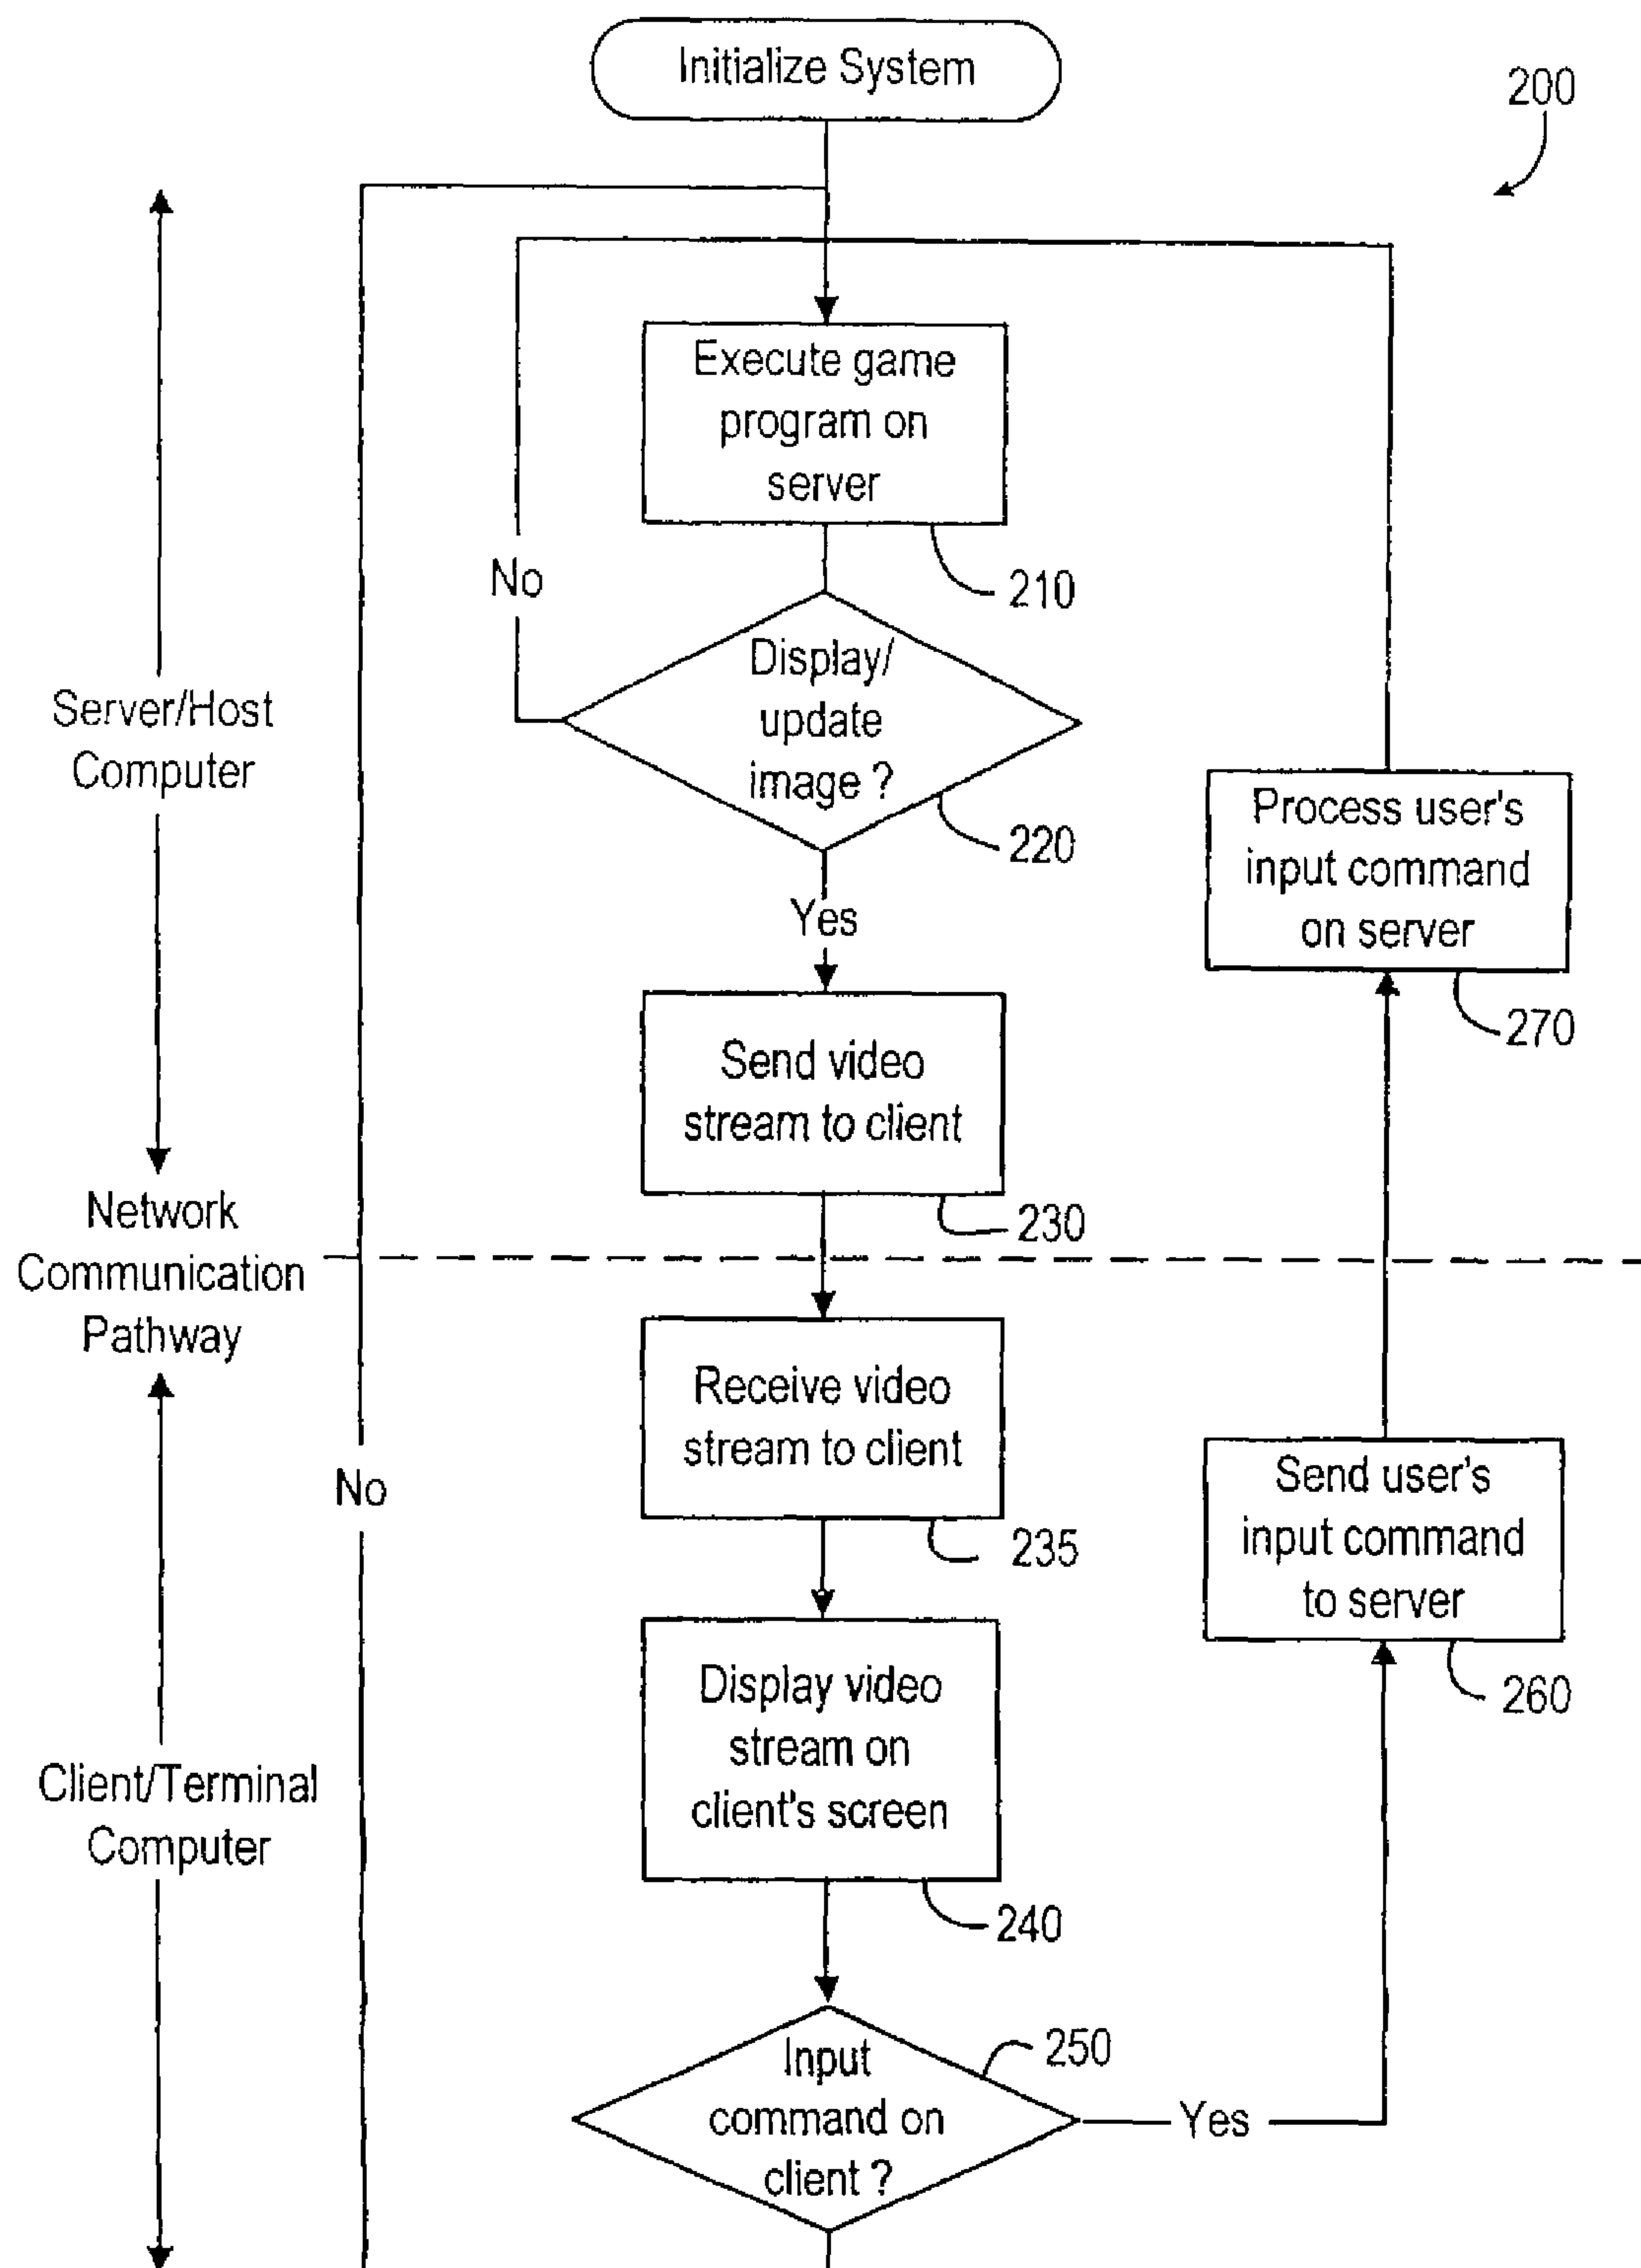 Initialize System
200
Execute game
program on
server
210
No
Display/
update
image ?
220
Yes
Server/Host
Computer
Process user's
input command
on server
270
Send video
stream to client
230
Network
Communication
Pathway
Receive video
stream to client
235
No
Send user's
input command
to server
260
Display video
stream on
client's screen
240
Client/Terminal
Computer
Input
command on
client ?
250
Yes